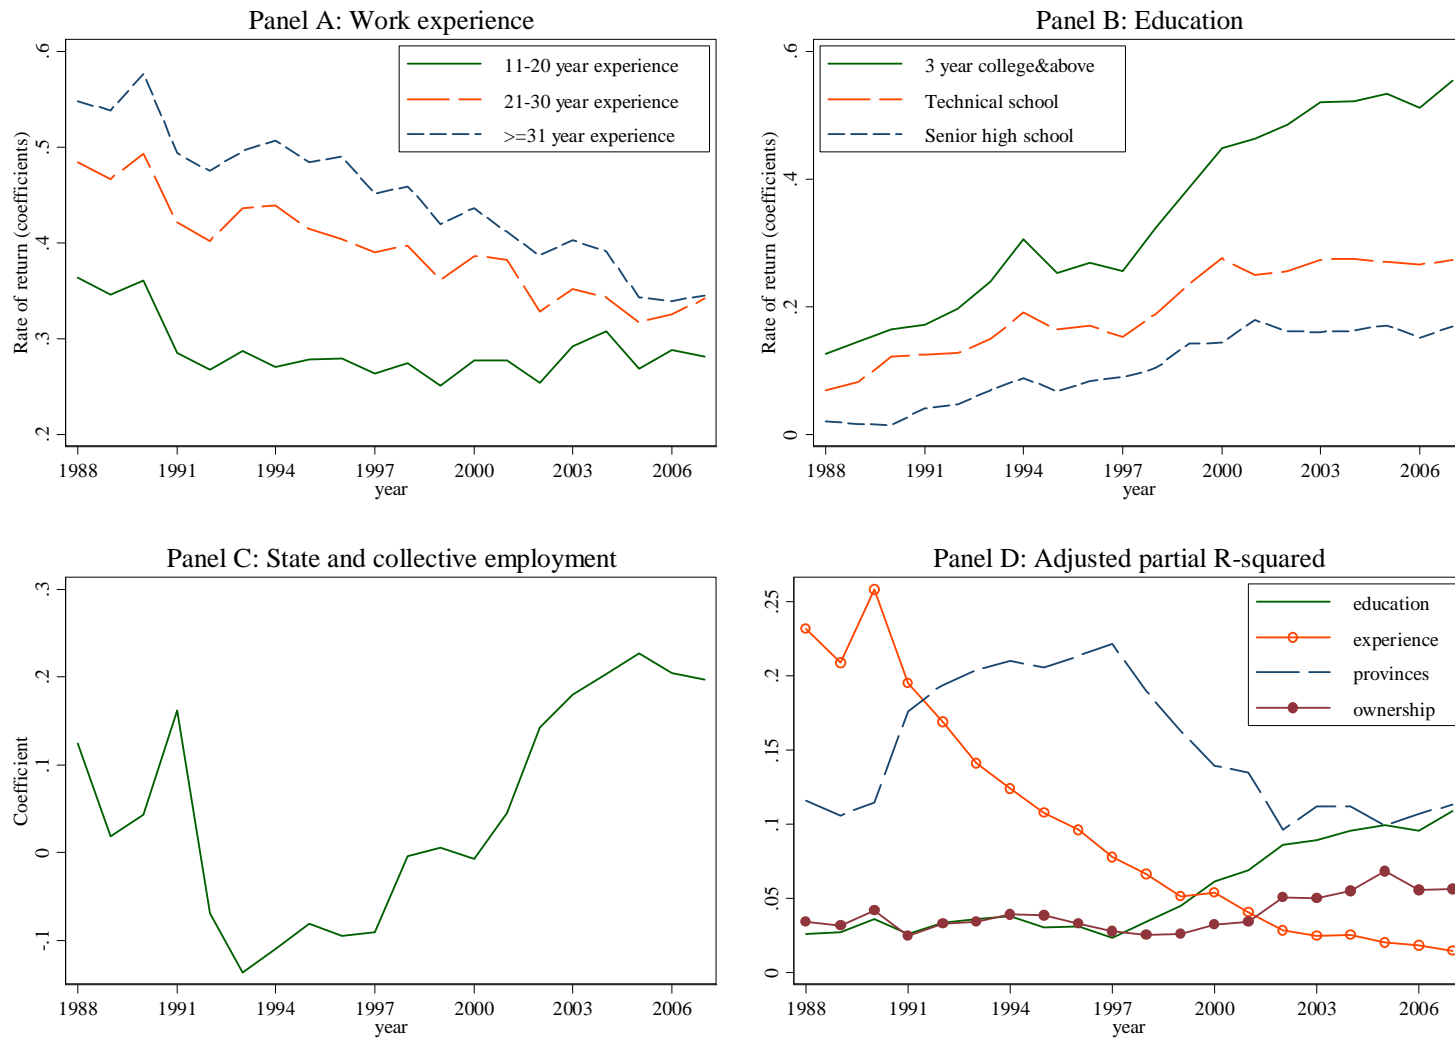 Panel A: Work experience
Rate of return (coefficients)
.6
.5
.4
.3
.2
11-20 year experience
21-30 year experience
>=31 year experience
1988 1991 1994 1997 2000 2003 2006
year
Panel B: Education
Rate of return (coefficients)
.6
.4
.2
0
3 year college&above
Technical school
Senior high school
1988 1991 1994 1997 2000 2003 2006
year
Panel C: State and collective employment
Coefficient
.3
.2
.1
0
-.1
1988 1991 1994 1997 2000 2003 2006
year
Panel D: Adjusted partial R-squared
.25
.2
.15
.1
.05
0
education
experience
provinces
ownership
1988 1991 1994 1997 2000 2003 2006
year